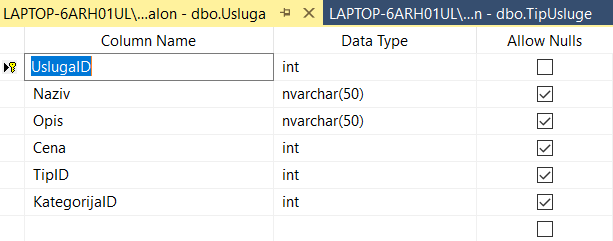 LAPTOP-6ARH01UL\...alon - dbo.Usluga LAPTOP-6ARH01UL\...n - dbo.TipUsluge
Column Name Data Type Allow Nulls
UslugaID int
Naziv nvarchar(50)
Opis nvarchar(50)
Cena int
TipID int
KategorijaID int